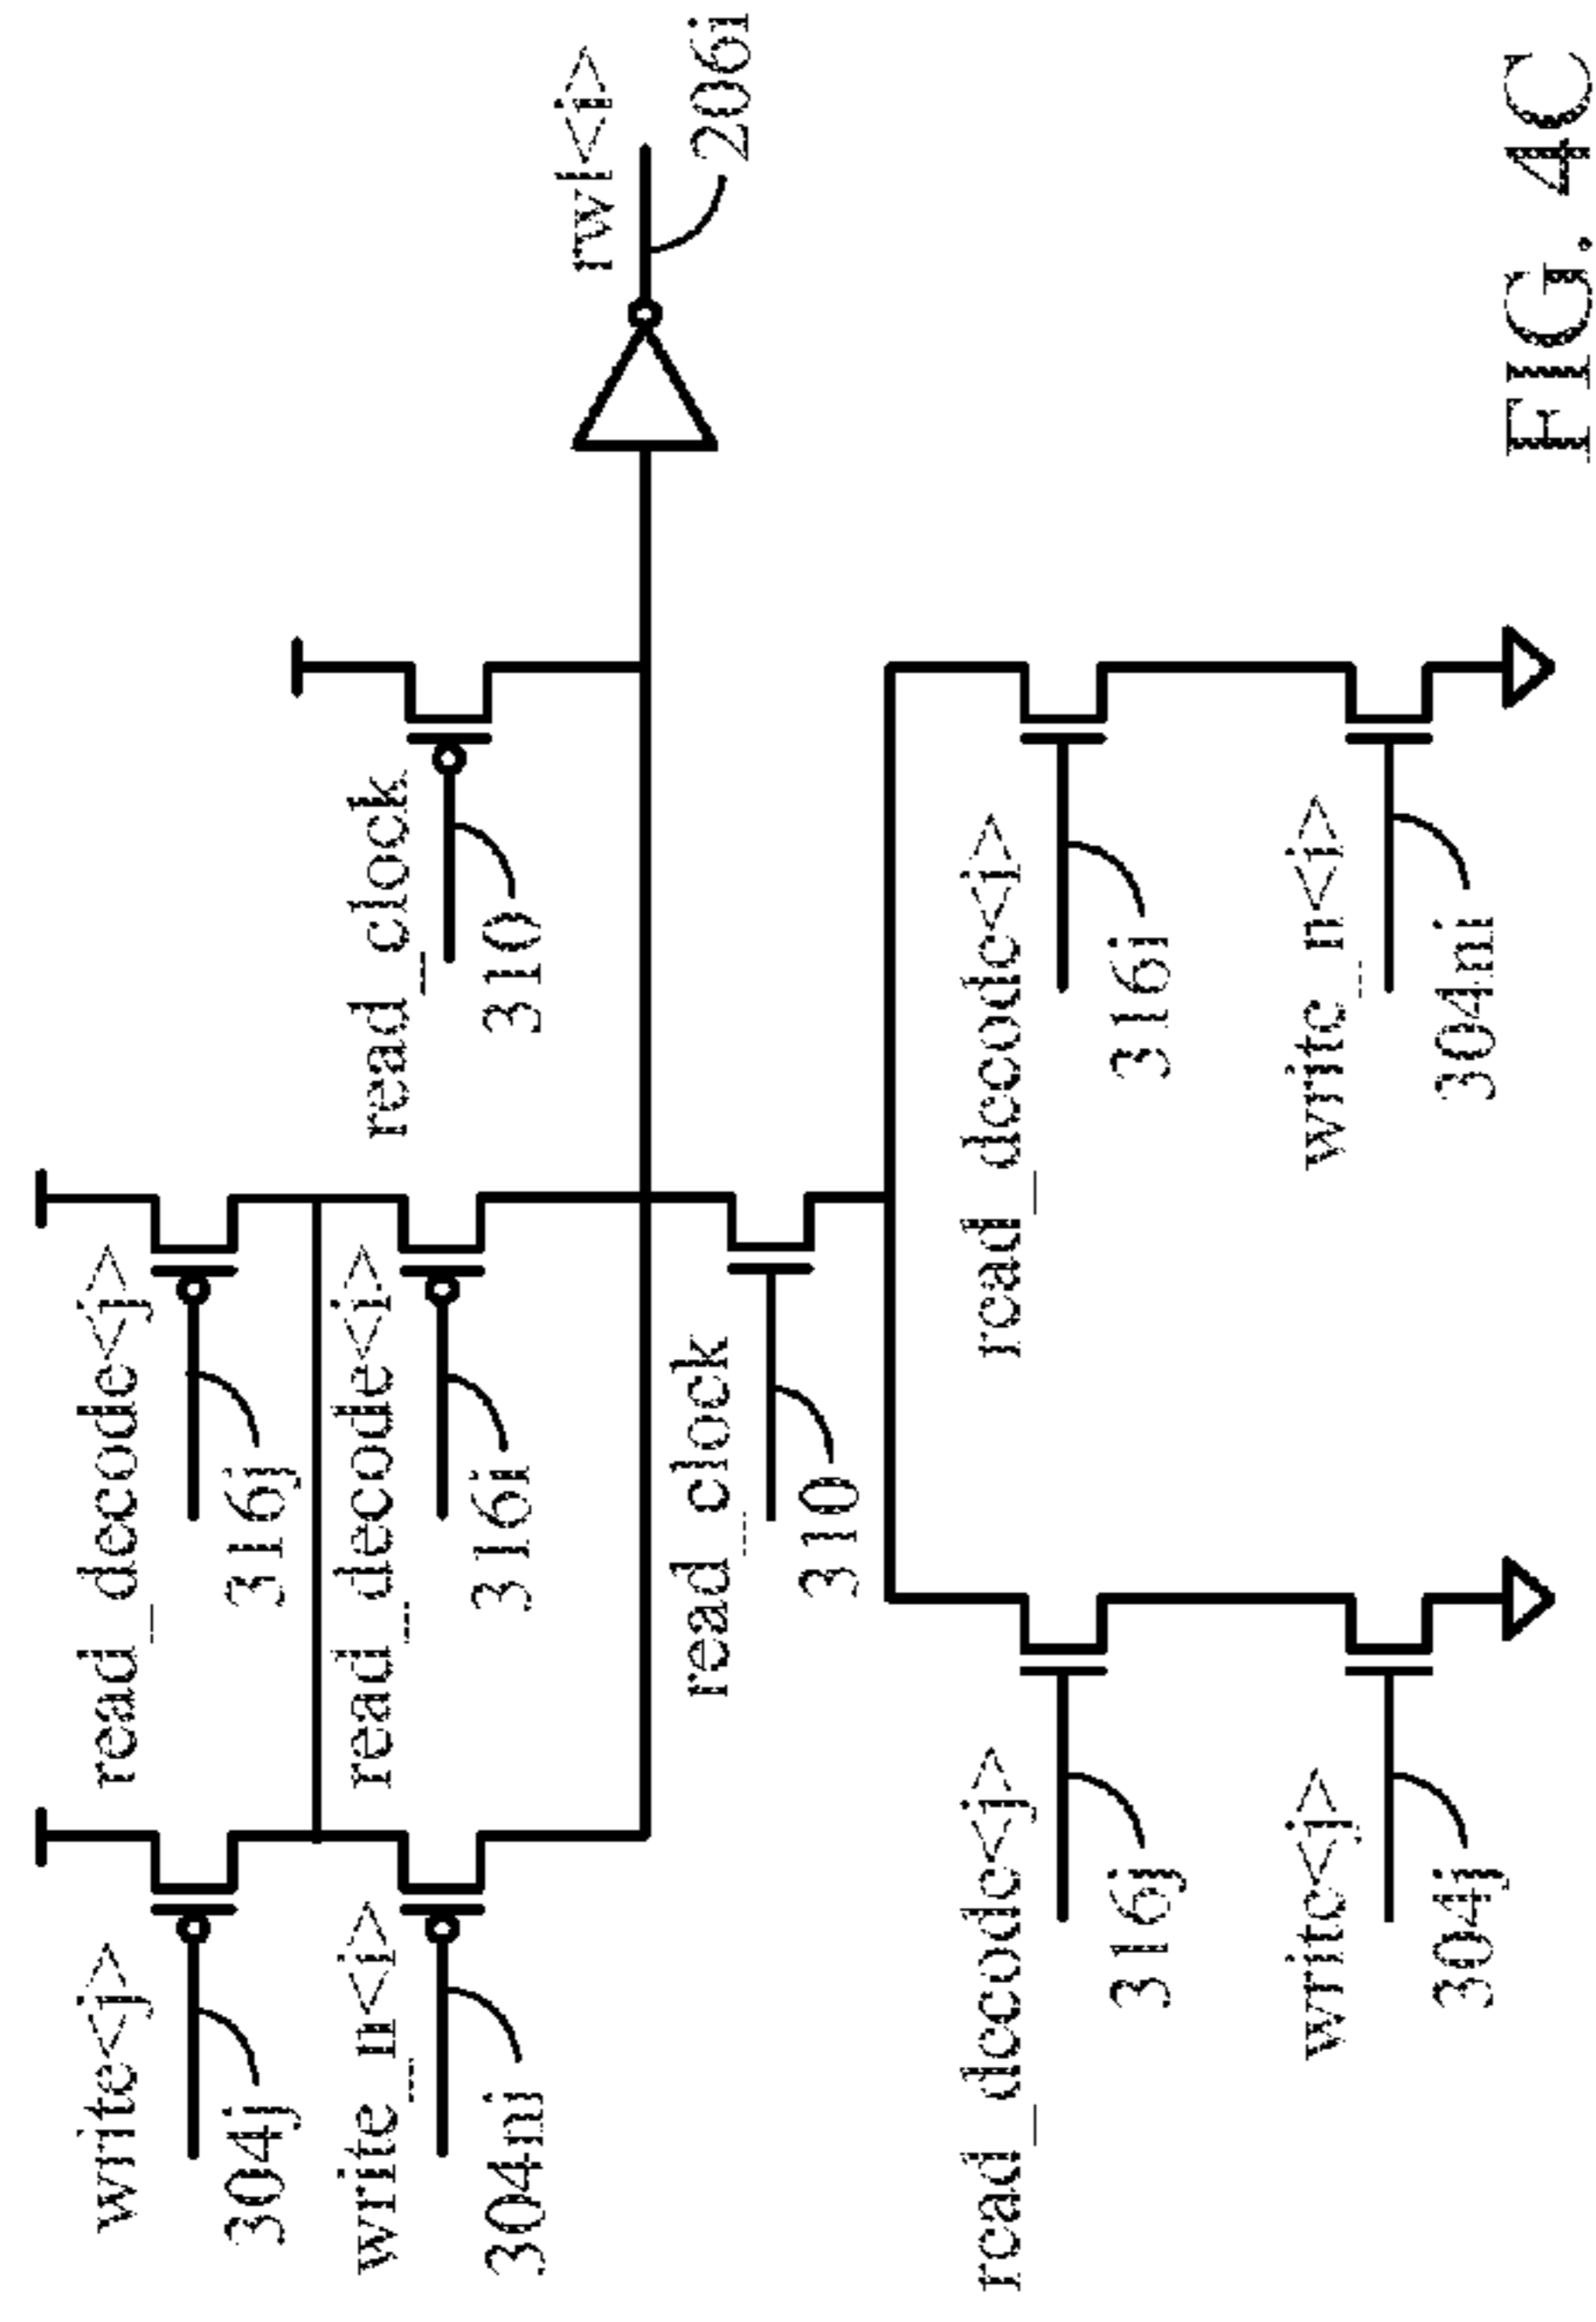 write<j>
304j
read_decode<j>
316j
write_n<i>
304ni
read_decode<i>
316i
read_clock
310
rwl<i>
206i
read_clock
310
read_decode<j>
316j
read_decode<i>
316i
write<j>
304j
write_n<i>
304ni
FIG. 4C